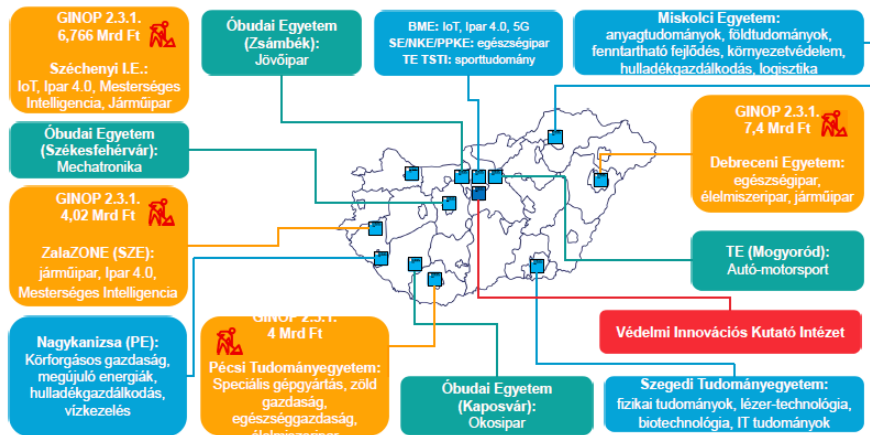 GINOP 2.3.1.
6,766 Mrd Ft
Széchenyi I.E.:
IoT, Ipar 4.0, Mesterséges
Intelligencia, Járműipar
Óbudai Egyetem
(Zsámbék):
Jövőipar
BME: IoT, Ipar 4.0, 5G
SE/NKE/PPKE: egészségipar
TE TSTI: sporttudomány
Miskolci Egyetem:
anyagtudományok, földtudományok,
fenntartható fejlődés, környezetvédelem,
hulladékgazdálkodás, logisztika
Óbudai Egyetem
(Székesfehérvár):
Mechatronika
GINOP 2.3.1.
7,4 Mrd Ft
Debreceni Egyetem:
egészségipar,
élelmiszeripar, járműipar
GINOP 2.3.1.
4,02 Mrd Ft
ZalaZONE (SZE):
járműipar, Ipar 4.0,
Mesterséges Intelligencia
TE (Mogyoród):
Autó-motorsport
Védelmi Innovációs Kutató Intézet
Nagykanizsa (PE):
Körforgásos gazdaság,
megújuló energiák,
hulladékgazdálkodás,
vízkezelés
GINOP 2.3.1.
4 Mrd Ft
Pécsi Tudományegyetem:
Speciális gépgyártás, zöld
gazdaság,
egészséggazdaság,
élelmiszeripar
Óbudai Egyetem
(Kaposvár):
Okosipar
Szegedi Tudományegyetem:
fizikai tudományok, lézer-technológia,
biotechnológia, IT tudományok